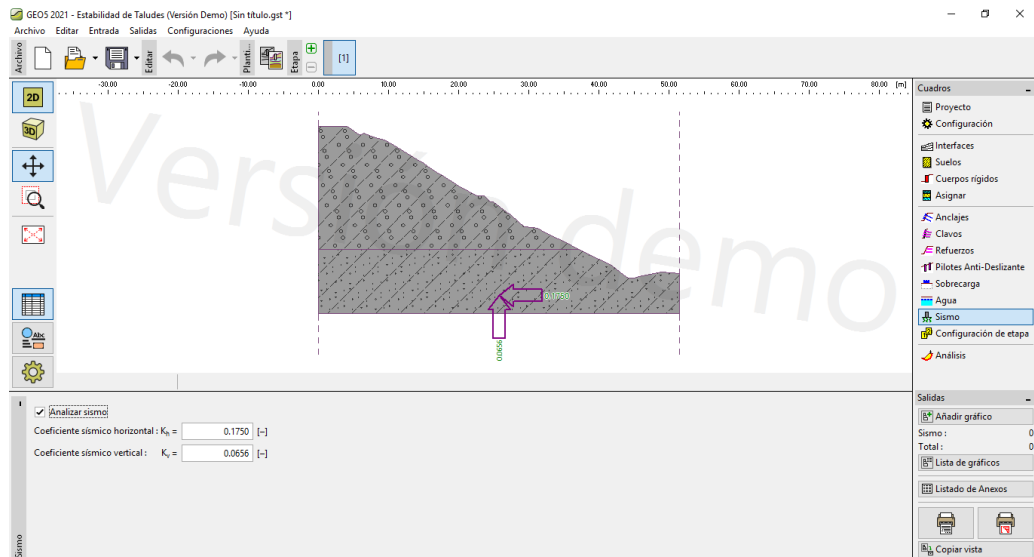 GEO5 2021 - Estabilidad de Taludes (Versión Demo) [Sin título.gst *]
Archivo Editar Entrada Salidas Configuraciones Ayuda
Archivo
Editar
Planti...
Etapa
[1]
-30.00 -20.00 -10.00 0.00 10.00 20.00 30.00 40.00 50.00 60.00 70.00 80.00 [m]
2D
3D
Abc
Versión demo
0.1750
0.0656
Cuadros
Proyecto
Configuración
Interfaces
Suelos
Cuerpos rígidos
Asignar
Anclajes
Clavos
Refuerzos
Pilotes Anti-Deslizante
Sobrecarga
Agua
Sismo
Configuración de etapa
Análisis
Sismo
Analizar sismo
Coeficiente sísmico horizontal : Kh = 0.1750 [–]
Coeficiente sísmico vertical : Kv = 0.0656 [–]
Salidas
Añadir gráfico
Sismo : 0
Total : 0
Lista de gráficos
Listado de Anexos
Copiar vista